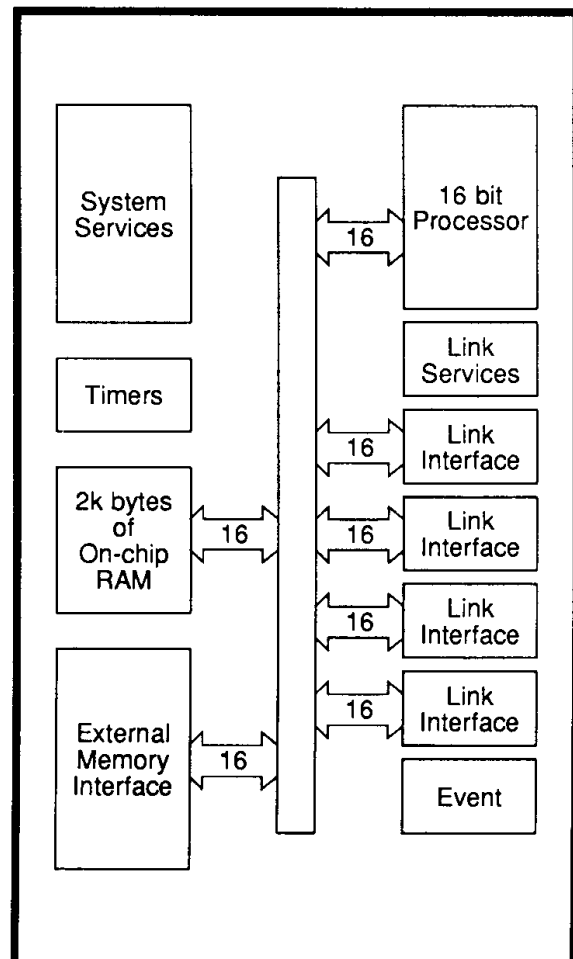 System
Services
Timers
2k bytes
of
On-chip
RAM
16
External
Memory
Interface
16
16 bit
Processor
16
Link
Services
Link
Interface
16
Link
Interface
16
Link
Interface
16
Link
Interface
16
Event